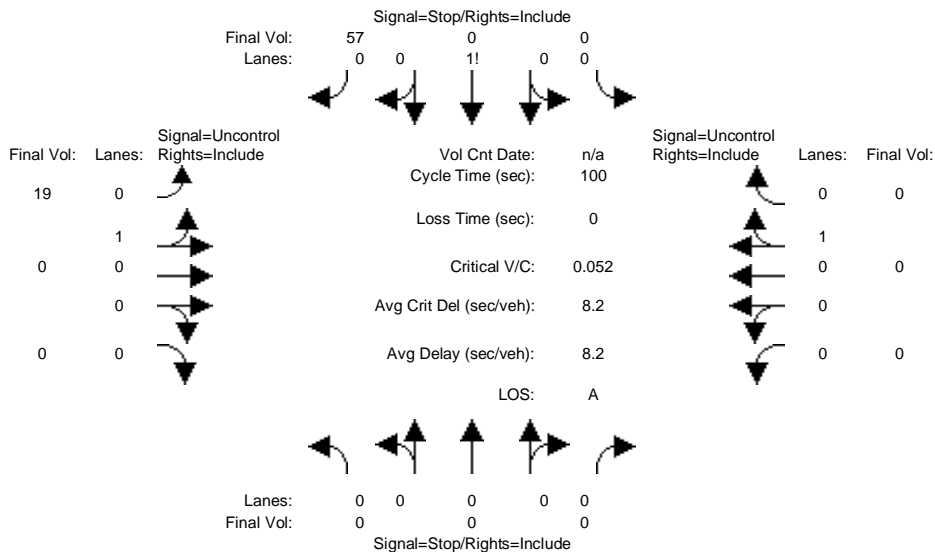 Signal=Stop/Rights=Include
Final Vol: 57 0 0
Lanes: 0 0 1! 0 0
Signal=Uncontrol
Final Vol: Lanes: Rights=Include
Vol Cnt Date: n/a
Signal=Uncontrol
Rights=Include Lanes: Final Vol:
Cycle Time (sec): 100
19 0
0 0
Loss Time (sec): 0
1
1
0 0
Critical V/C: 0.052
0 0
0
Avg Crit Del (sec/veh): 8.2
0
0 0
Avg Delay (sec/veh): 8.2
0 0
LOS: A
Lanes: 0 0 0 0 0
Final Vol: 0 0 0
Signal=Stop/Rights=Include